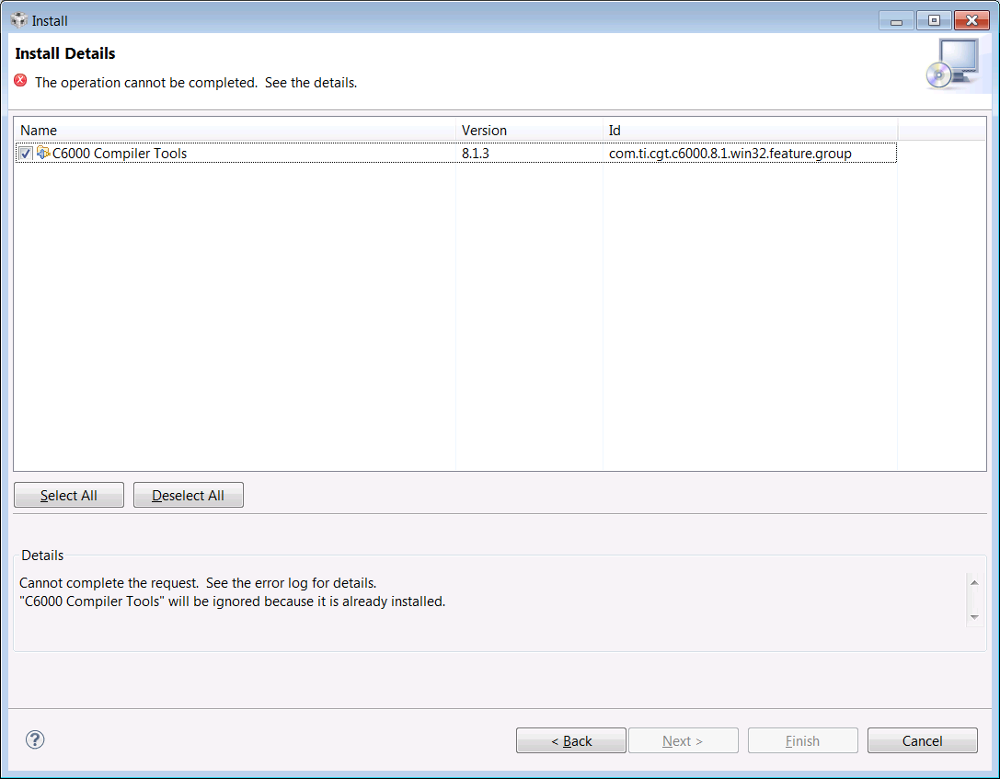 Install
Install Details
The operation cannot be completed.  See the details.
Name Version Id
C6000 Compiler Tools 8.1.3 com.ti.cgt.c6000.8.1.win32.feature.group
Select All Deselect All
Details
Cannot complete the request.  See the error log for details.
"C6000 Compiler Tools" will be ignored because it is already installed.
? < Back Next > Finish Cancel